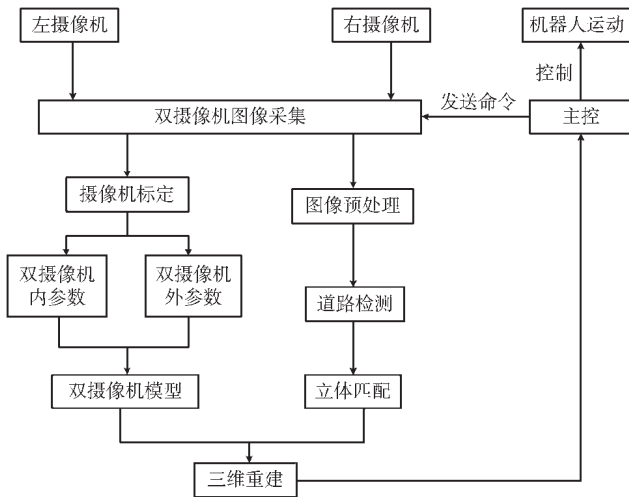 左摄像机
右摄像机
机器人运动
控制
发送命令
双摄像机图像采集
主控
摄像机标定
图像预处理
双摄像机
内参数
双摄像机
外参数
道路检测
双摄像机模型
立体匹配
三维重建